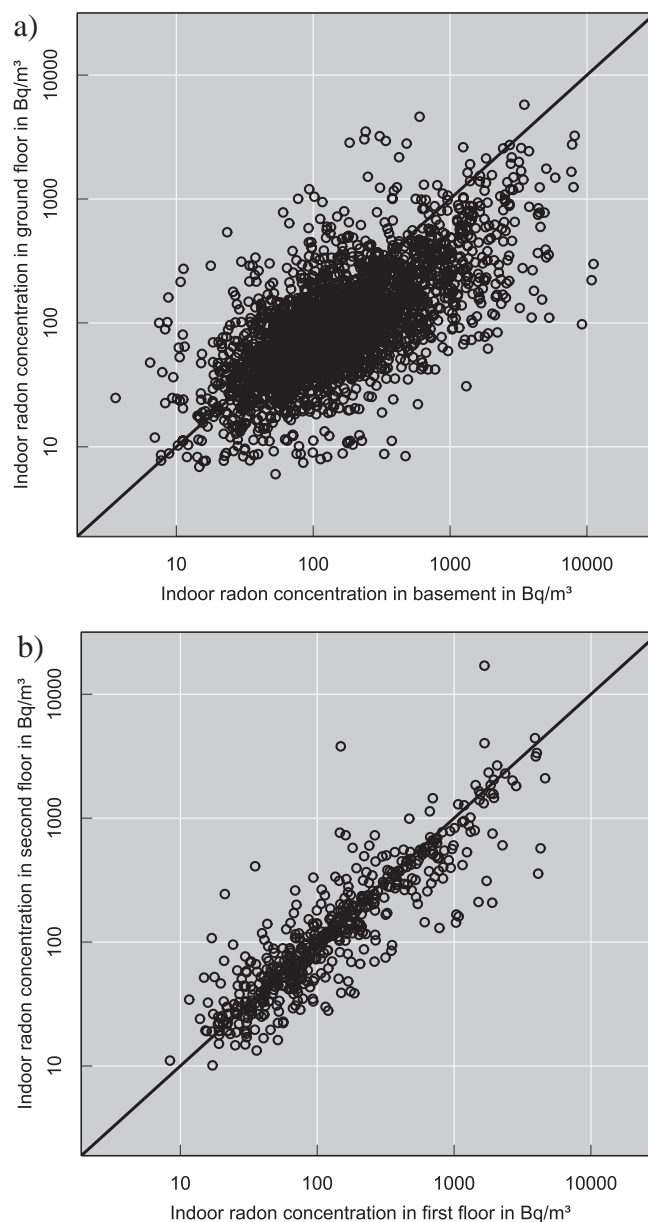 a)
Indoor radon concentration in ground floor in Bq/m³
10000
1000
100
10
10 100 1000 10000
Indoor radon concentration in basement in Bq/m³
b)
Indoor radon concentration in second floor in Bq/m³
10000
1000
100
10
10 100 1000 10000
Indoor radon concentration in first floor in Bq/m³